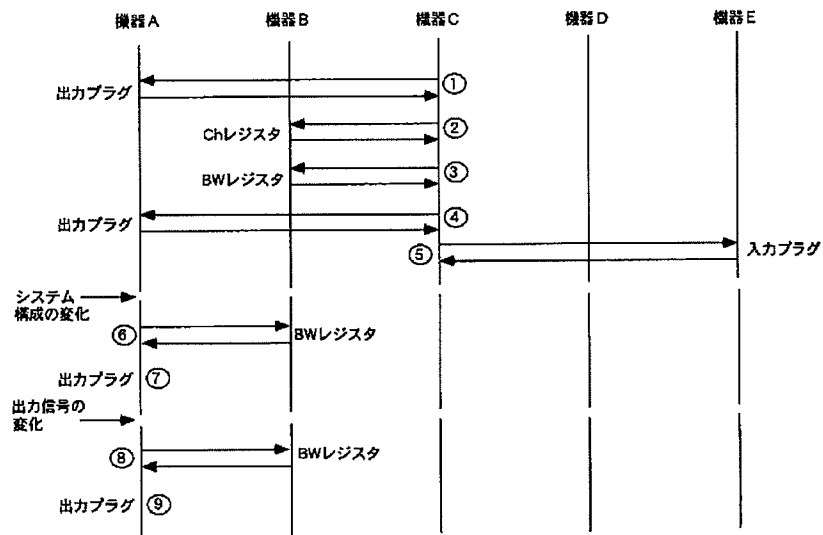 機器A 機器B 機器C 機器D 機器E
①
出力プラグ
②
Chレジスタ
③
BWレジスタ
④
出力プラグ
⑤ 入力プラグ
システム
構成の変化
⑥ BWレジスタ
出力プラグ ⑦
出力信号の
変化
⑧ BWレジスタ
出力プラグ ⑨